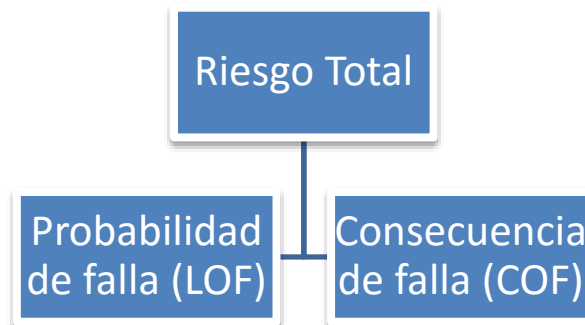 Riesgo Total
Probabilidad
de falla (LOF)
Consecuencia
de falla (COF)